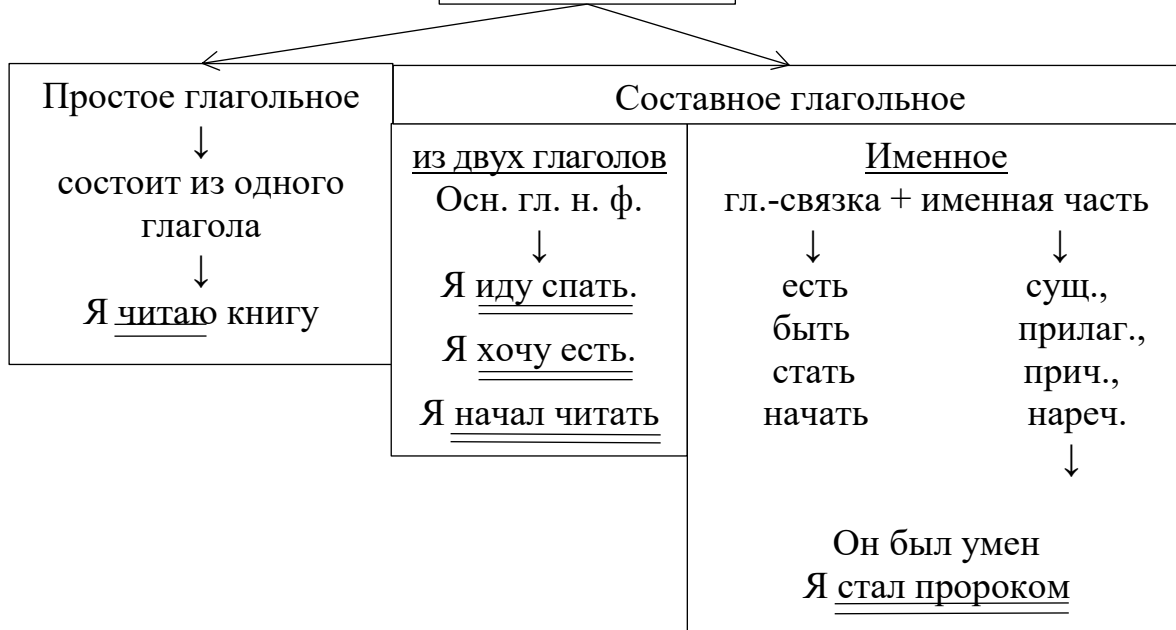 Простое глагольное
↓
состоит из одного
глагола
↓
Я читаю книгу
Составное глагольное
из двух глаголов
Осн. гл. н. ф.
↓
Я иду спать.
Я хочу есть.
Я начал читать
Именное
гл.-связка + именная часть
↓ ↓
есть сущ.,
быть прилаг.,
стать прич.,
начать нареч.
↓
Он был умен
Я стал пророком